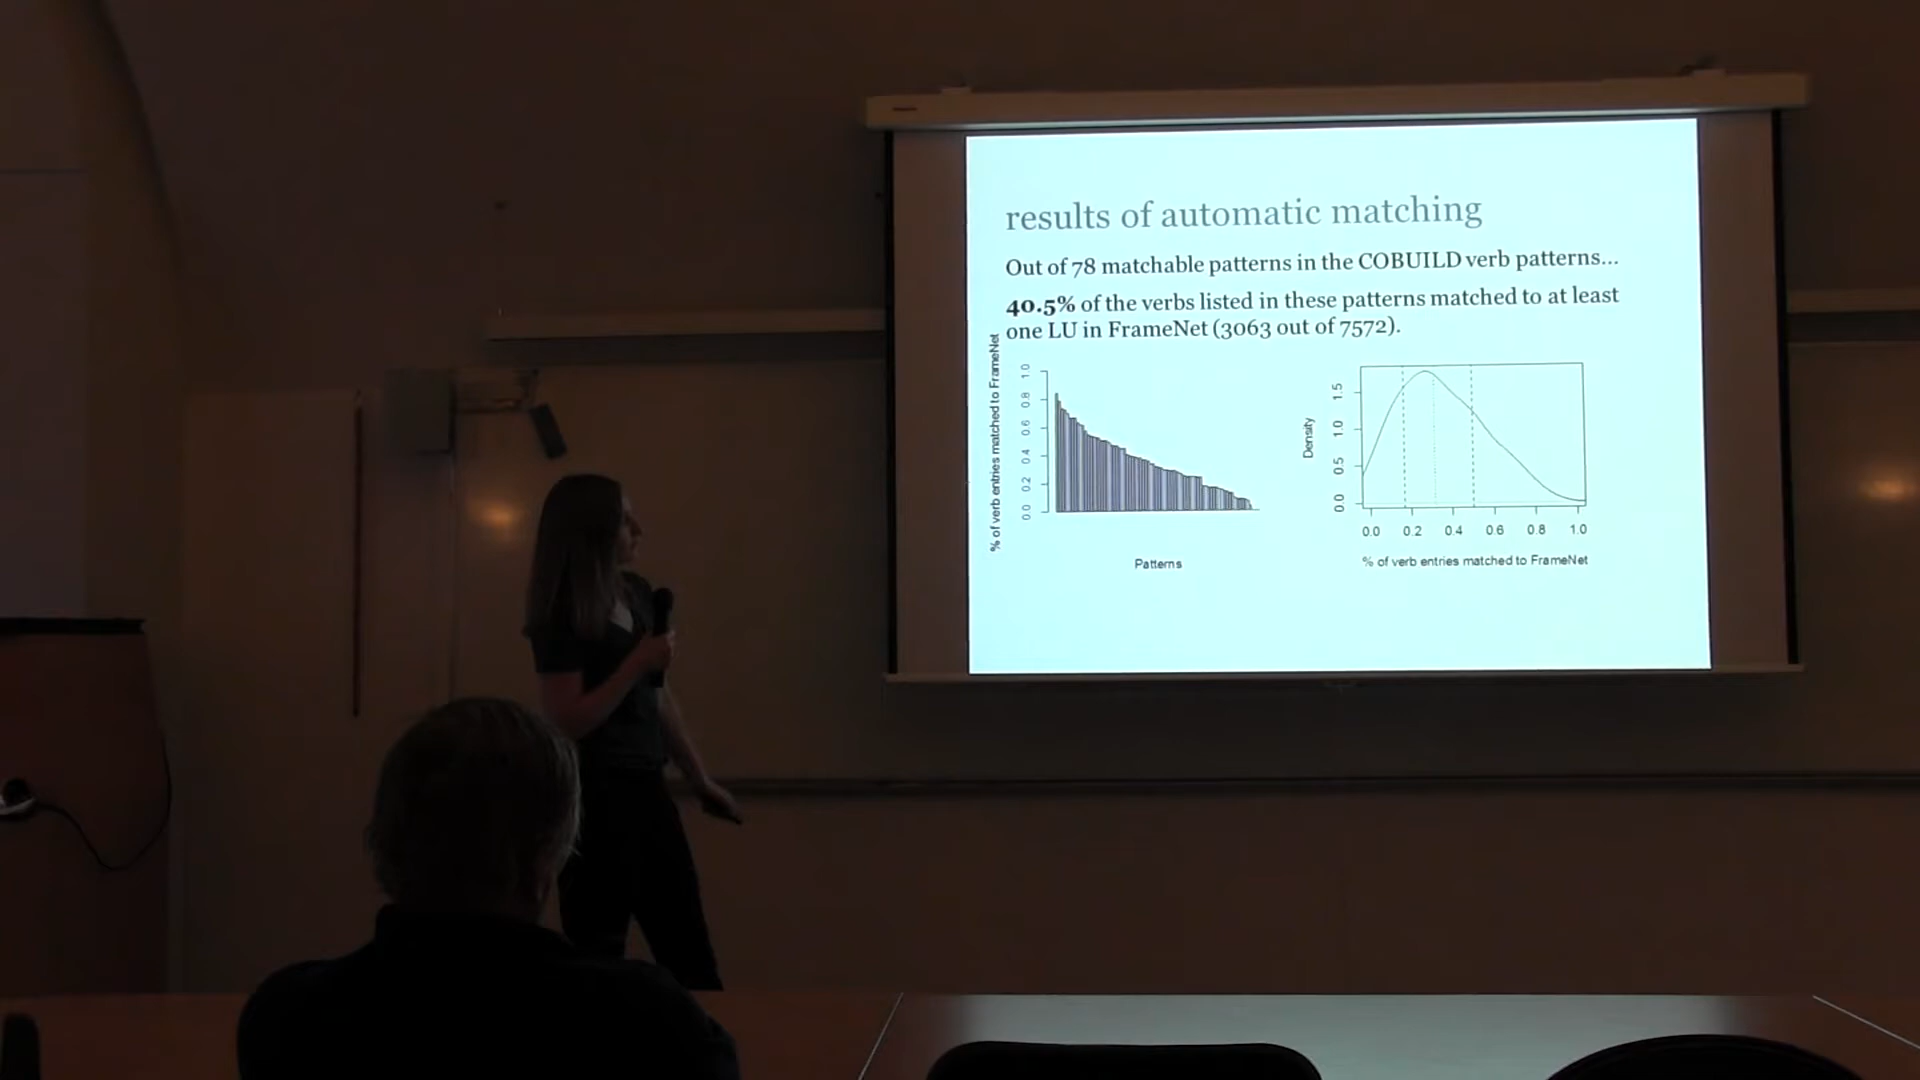 results of automatic matching
Out of 78 matchable patterns in the COBUILD verb patterns...
40.5% of the verbs listed in these patterns matched to at least
one LU in FrameNet (3063 out of 7572).
% of verb entries matched to FrameNet
1.0
0.8
0.6
0.4
0.2
0.0
Patterns
Density
1.5
1.0
0.5
0.0
0.0 0.2 0.4 0.6 0.8 1.0
% of verb entries matched to FrameNet